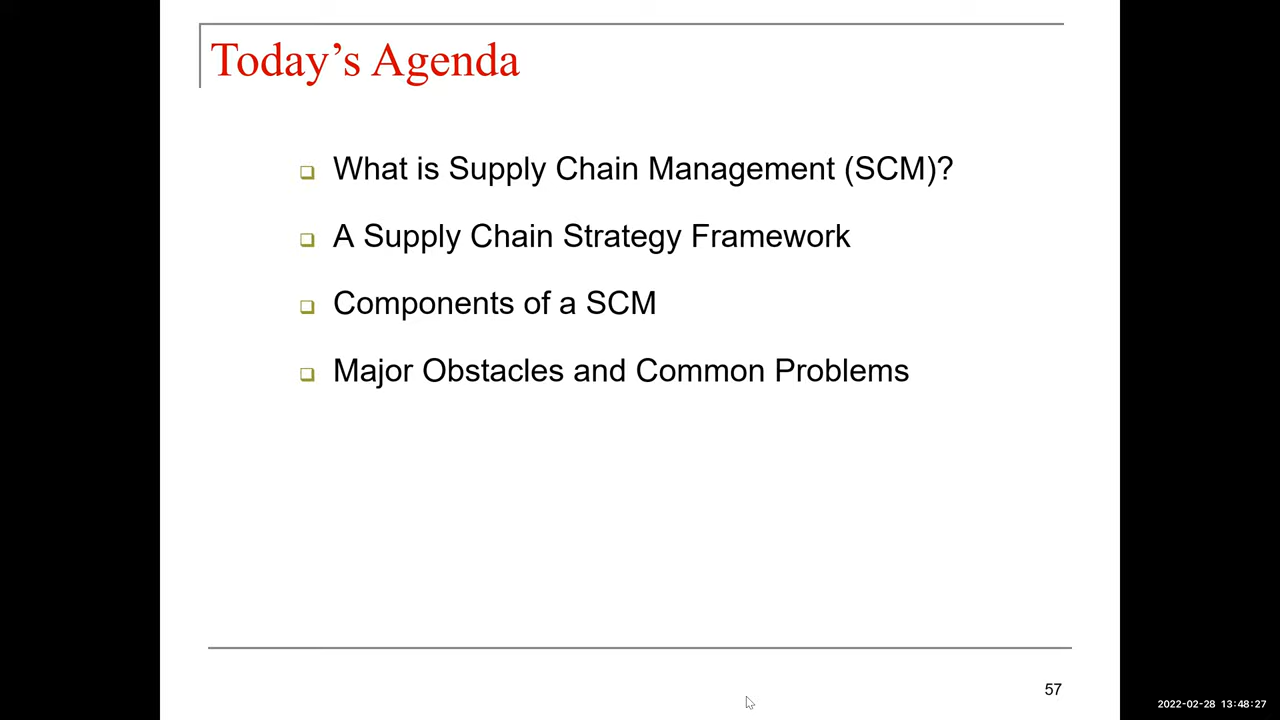 Today’s Agenda
What is Supply Chain Management (SCM)?
A Supply Chain Strategy Framework
Components of a SCM
Major Obstacles and Common Problems
57
2022-02-28 13:48:27